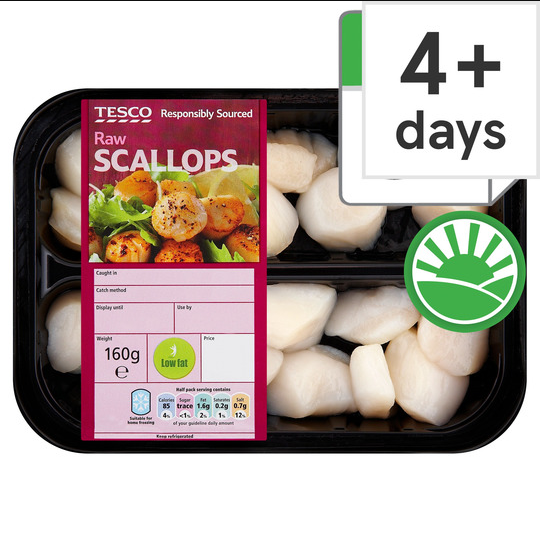 4+
days
TESCO Responsibly Sourced
Raw
SCALLOPS
Caught in
Catch method
Display until
Use by
Weight
Price
160g
e
Low fat
Half pack serving contains
Calories Sugar Fat Saturates Salt
85 trace 1.6g 0.2g 0.7g
4% <1% 2% 1% 12%
of your guideline daily amount
Suitable for
home freezing
Keep refrigerated